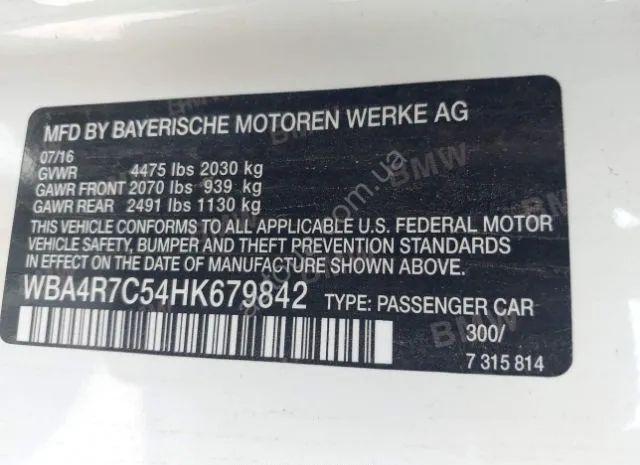 MFD BY BAYERISCHE MOTOREN WERKE AG
07/16
GVWR 4475 lbs 2030 kg
GAWR FRONT 2070 lbs 939 kg
GAWR REAR 2491 lbs 1130 kg
THIS VEHICLE CONFORMS TO ALL APPLICABLE U.S. FEDERAL MOTOR
VEHICLE SAFETY, BUMPER AND THEFT PREVENTION STANDARDS
IN EFFECT ON THE DATE OF MANUFACTURE SHOWN ABOVE.
WBA4R7C54HK679842 TYPE: PASSENGER CAR
300/
7 315 814
BMW